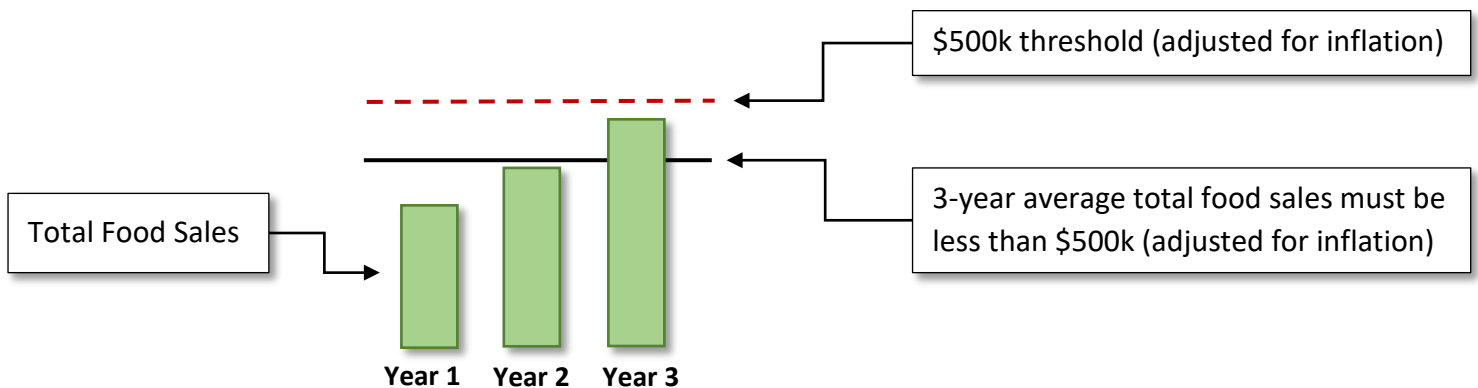 $500k threshold (adjusted for inflation)
Total Food Sales
3-year average total food sales must be
less than $500k (adjusted for inflation)
Year 1 Year 2 Year 3